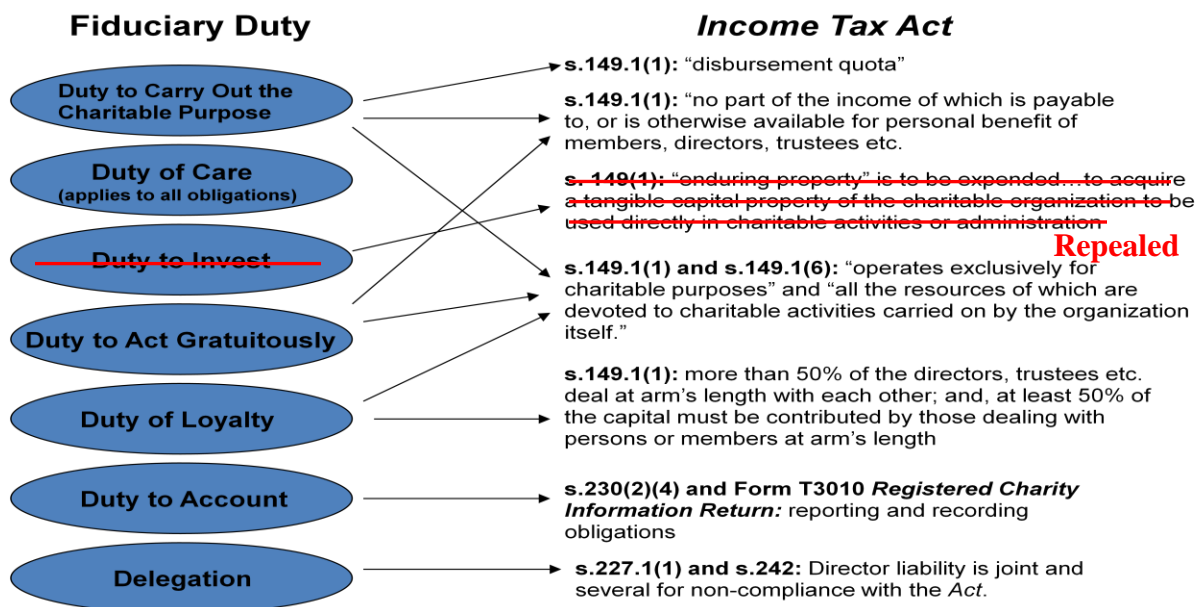 Fiduciary Duty
Income Tax Act
Duty to Carry Out the
Charitable Purpose
Duty of Care
(applies to all obligations)
Duty to Invest
Duty to Act Gratuitously
Duty of Loyalty
Duty to Account
Delegation
s.149.1(1): “disbursement quota”
s.149.1(1): “no part of the income of which is payable
to, or is otherwise available for personal benefit of
members, directors, trustees etc.
s. 149(1): “enduring property” is to be expended…to acquire
a tangible capital property of the charitable organization to be
used directly in charitable activities or administration
Repealed
s.149.1(1) and s.149.1(6): “operates exclusively for
charitable purposes” and “all the resources of which are
devoted to charitable activities carried on by the organization
itself.”
s.149.1(1): more than 50% of the directors, trustees etc.
deal at arm’s length with each other; and, at least 50% of
the capital must be contributed by those dealing with
persons or members at arm’s length
s.230(2)(4) and Form T3010 Registered Charity
Information Return: reporting and recording
obligations
s.227.1(1) and s.242: Director liability is joint and
several for non-compliance with the Act.